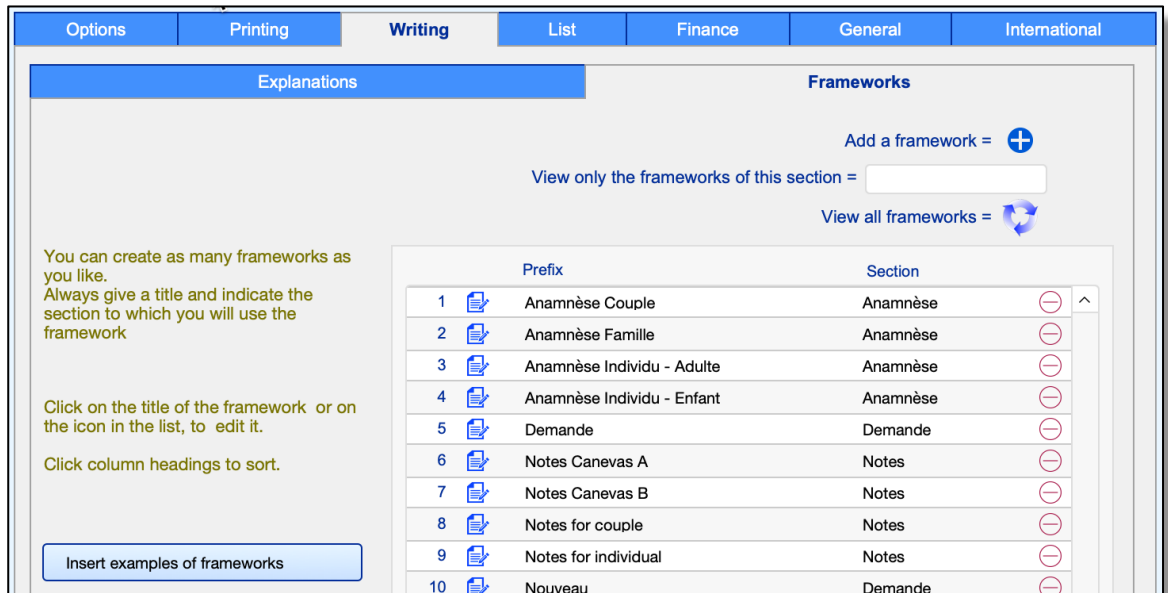 Options Printing Writing List Finance General International
Explanations Frameworks
Add a framework =
View only the frameworks of this section =
View all frameworks =
You can create as many frameworks as
you like.
Always give a title and indicate the
section to which you will use the
framework
Click on the title of the framework or on
the icon in the list, to edit it.
Click column headings to sort.
Insert examples of frameworks
Prefix Section
1 Anamnèse Couple Anamnèse
2 Anamnèse Famille Anamnèse
3 Anamnèse Individu - Adulte Anamnèse
4 Anamnèse Individu - Enfant Anamnèse
5 Demande Demande
6 Notes Canevas A Notes
7 Notes Canevas B Notes
8 Notes for couple Notes
9 Notes for individual Notes
10 Nouveau Demande